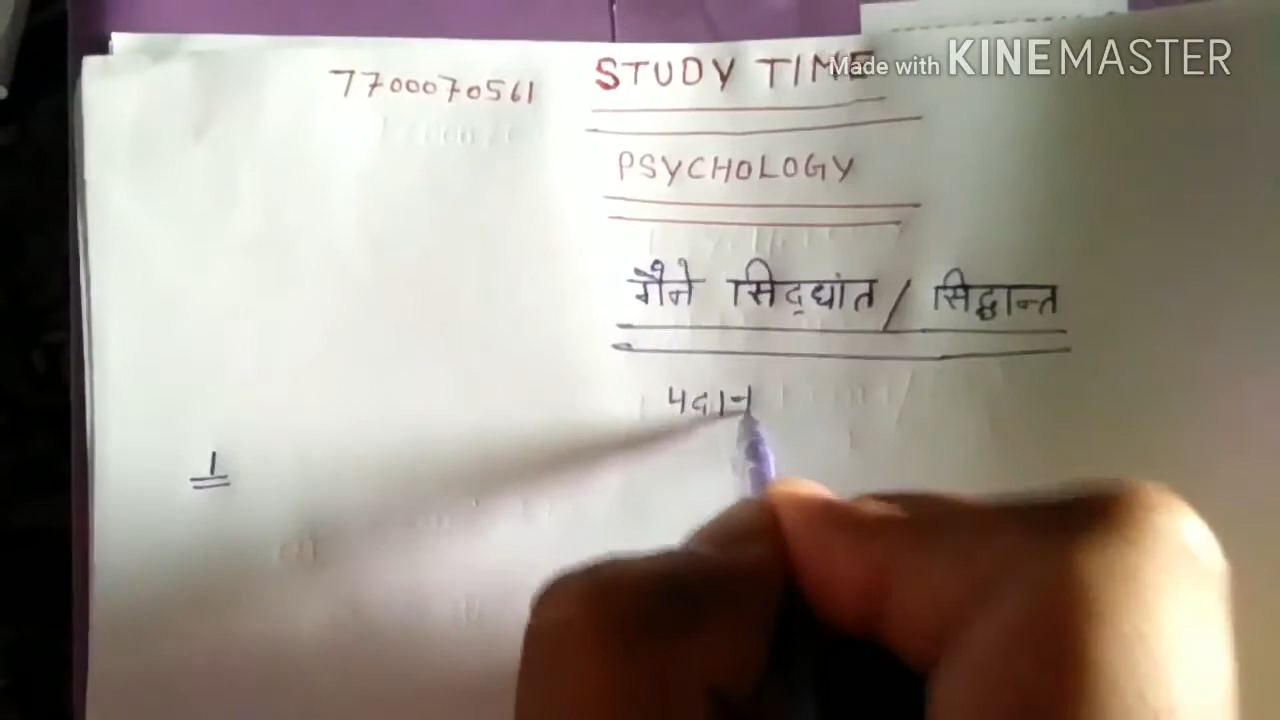 Made with KINEMASTER
7700070561 STUDY TIME
PSYCHOLOGY
गैने सिद्धांत / सिद्धान्त
पदान
1